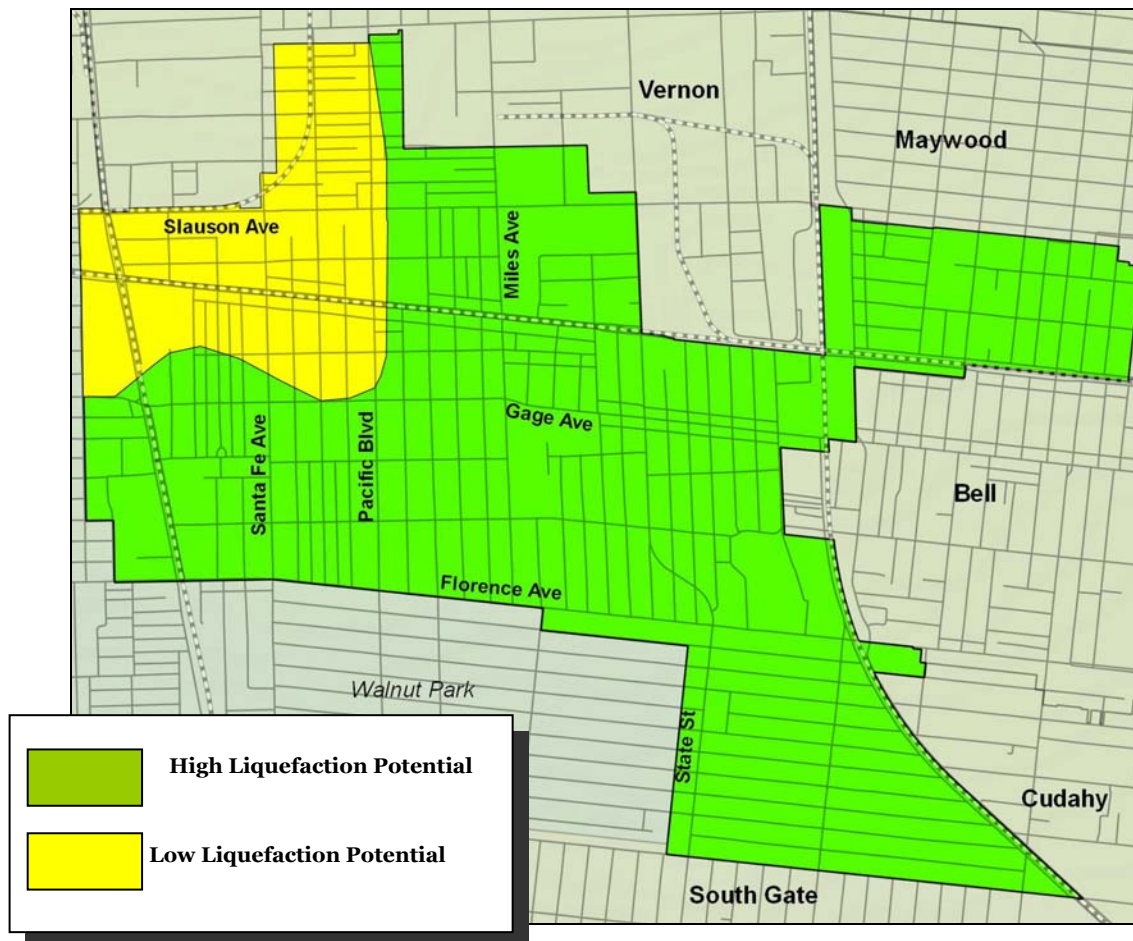 Vernon
Maywood
Slauson Ave
Miles Ave
Gage Ave
Santa Fe Ave
Pacific Blvd
Bell
Florence Ave
Walnut Park
State St
Cudahy
South Gate
High Liquefaction Potential
Low Liquefaction Potential